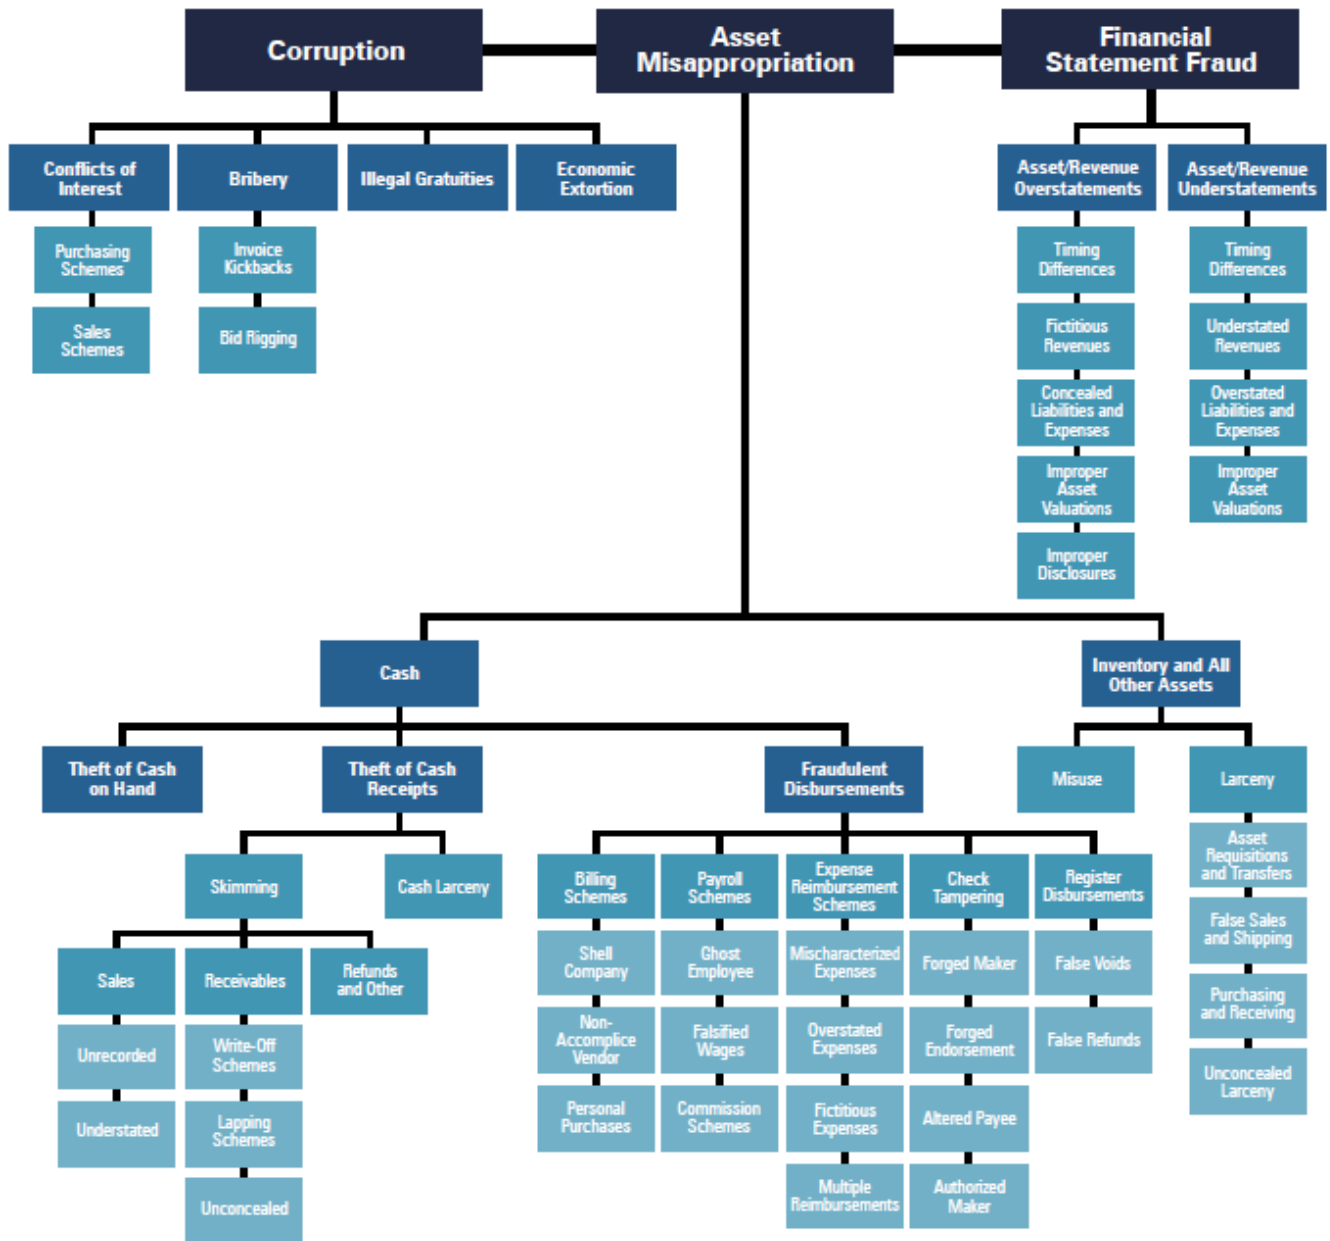 Corruption
Asset
Misappropriation
Financial
Statement Fraud
Conflicts of
Interest
Bribery
Illegal Gratuities
Economic
Extortion
Asset/Revenue
Overstatements
Asset/Revenue
Understatements
Purchasing
Schemes
Invoice
Kickbacks
Timing
Differences
Timing
Differences
Sales
Schemes
Bid Rigging
Fictitious
Revenues
Understated
Revenues
Concealed
Liabilities and
Expenses
Overstated
Liabilities and
Expenses
Improper
Asset
Valuations
Improper
Asset
Valuations
Improper
Disclosures
Cash
Inventory and All
Other Assets
Theft of Cash
on Hand
Theft of Cash
Receipts
Fraudulent
Disbursements
Misuse
Larceny
Skimming
Cash Larceny
Billing
Schemes
Payroll
Schemes
Expense
Reimbursement
Schemes
Check
Tampering
Register
Disbursements
Asset
Requisitions
and Transfers
Sales
Receivables
Refunds
and Other
Shell
Company
Ghost
Employee
Mischaracterized
Expenses
Forged Maker
False Voids
False Sales
and Shipping
Unrecorded
Write-Off
Schemes
Non-
Accomplice
Vendor
Falsified
Wages
Overstated
Expenses
Forged
Endorsement
False Refunds
Purchasing
and Receiving
Understated
Lapping
Schemes
Personal
Purchases
Commission
Schemes
Fictitious
Expenses
Altered Payee
Unconcealed
Larceny
Unconcealed
Multiple
Reimbursements
Authorized
Maker